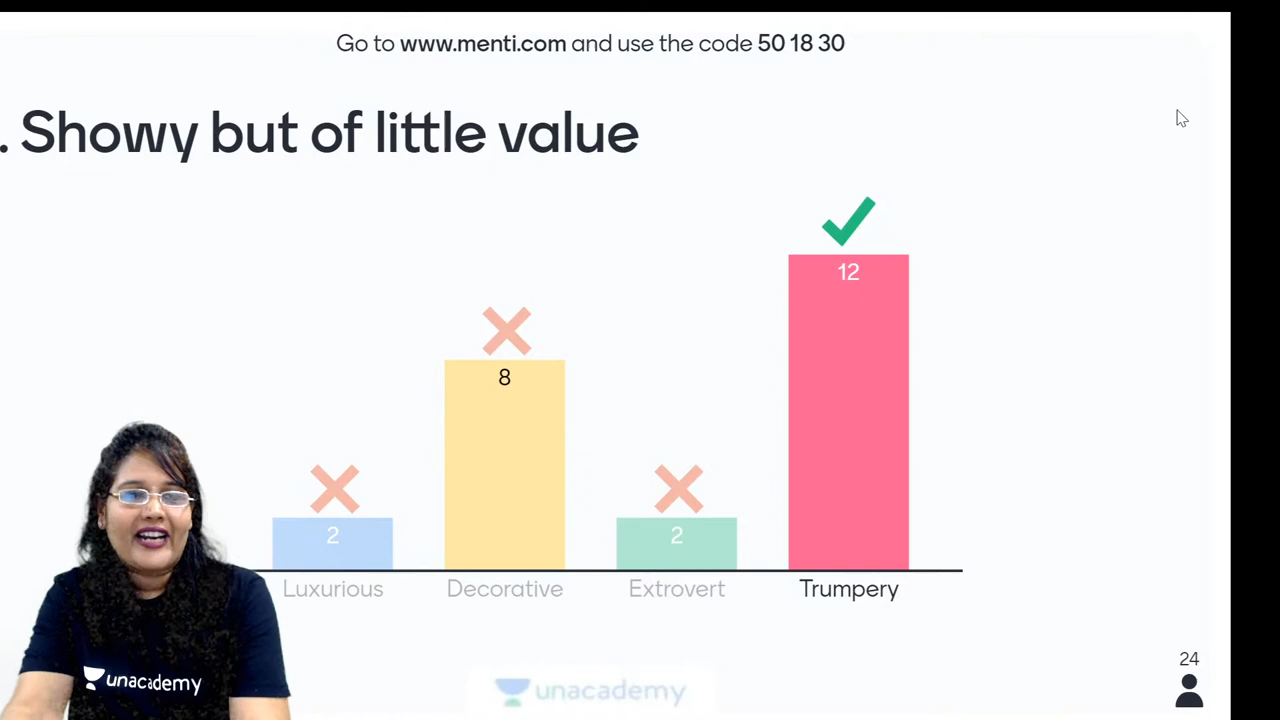 Go to www.menti.com and use the code 50 18 30
. Showy but of little value
12
8
2
2
Luxurious
Decorative
Extrovert
Trumpery
24
unacademy
unacademy